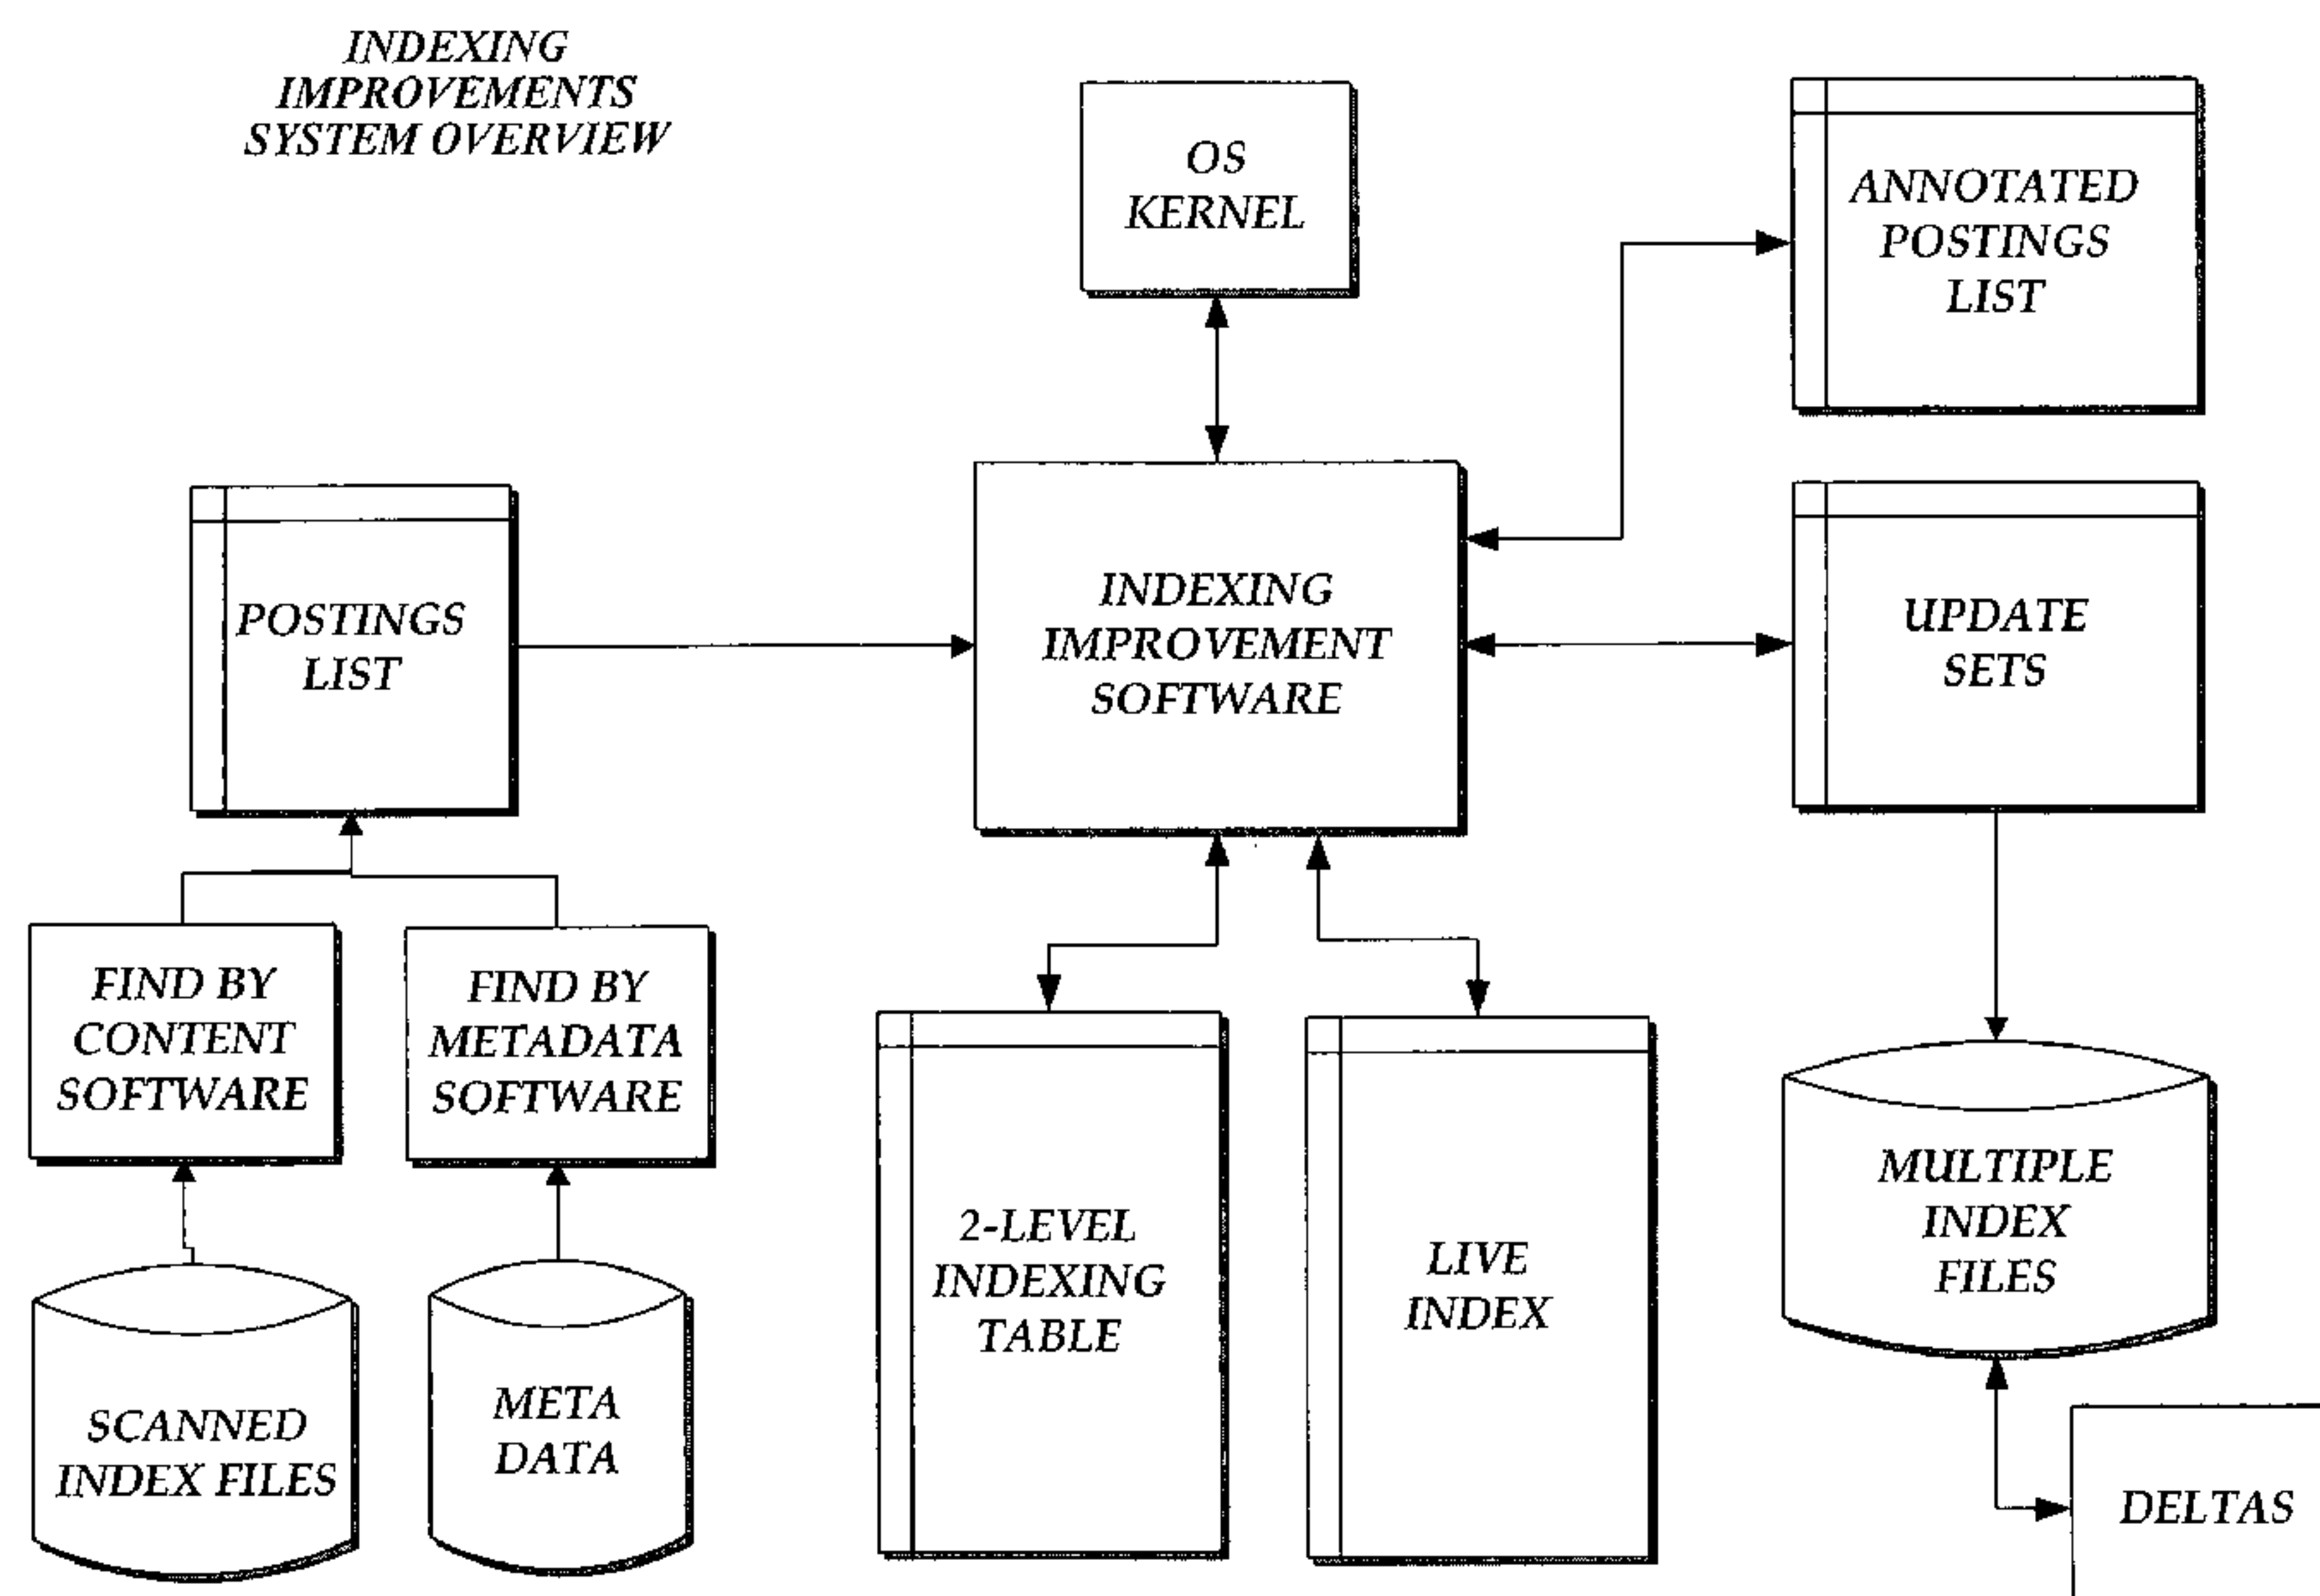 INDEXING
IMPROVEMENTS
SYSTEM OVERVIEW
OS
KERNEL
ANNOTATED
POSTINGS
LIST
POSTINGS
LIST
INDEXING
IMPROVEMENT
SOFTWARE
UPDATE
SETS
FIND BY
CONTENT
SOFTWARE
FIND BY
METADATA
SOFTWARE
2-LEVEL
INDEXING
TABLE
LIVE
INDEX
MULTIPLE
INDEX
FILES
SCANNED
INDEX FILES
META
DATA
DELTAS